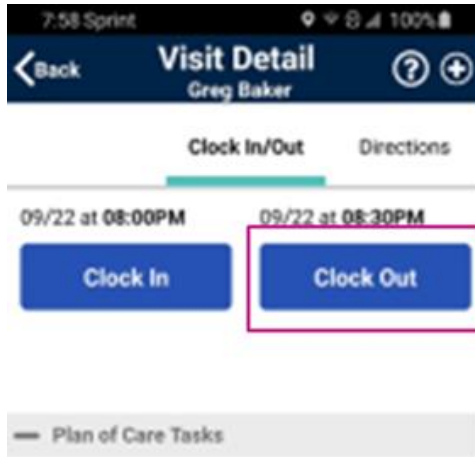 7:58 Sprint 100%
Back Visit Detail
Greg Baker
Clock In/Out Directions
09/22 at 08:00PM 09/22 at 08:30PM
Clock In Clock Out
Plan of Care Tasks